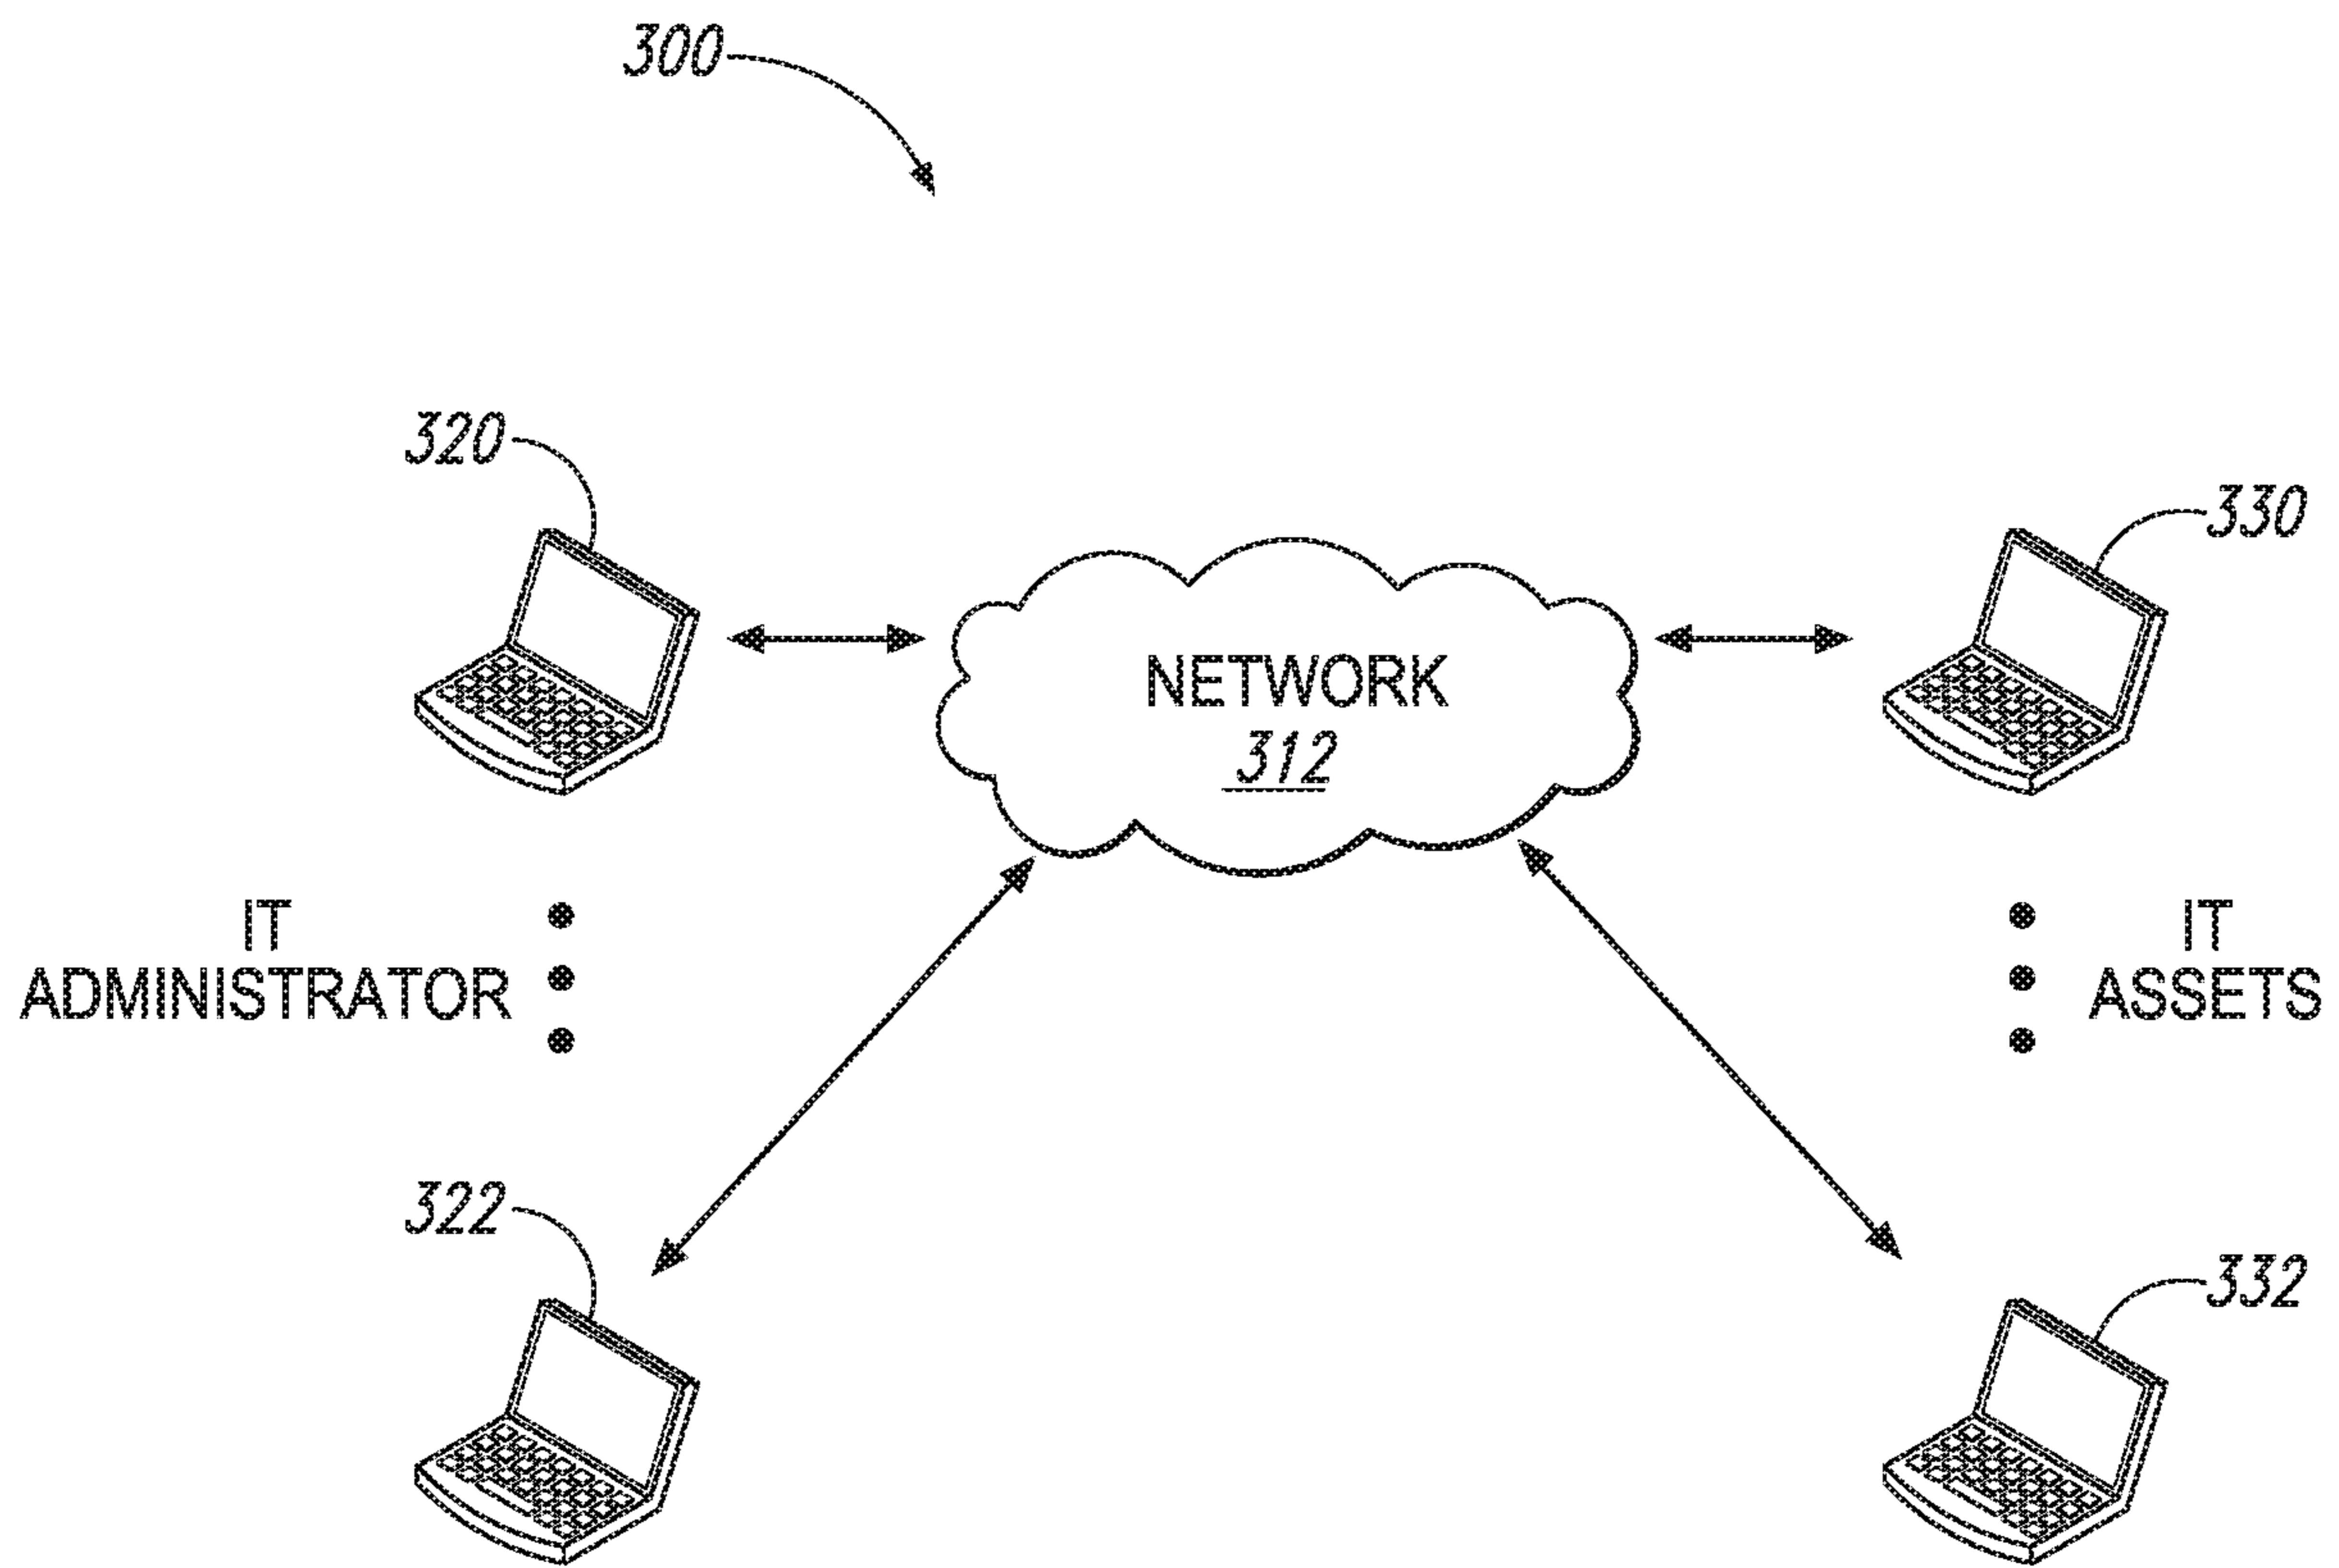 300
320
330
NETWORK
312
IT
ADMINISTRATOR
IT
ASSETS
322
332